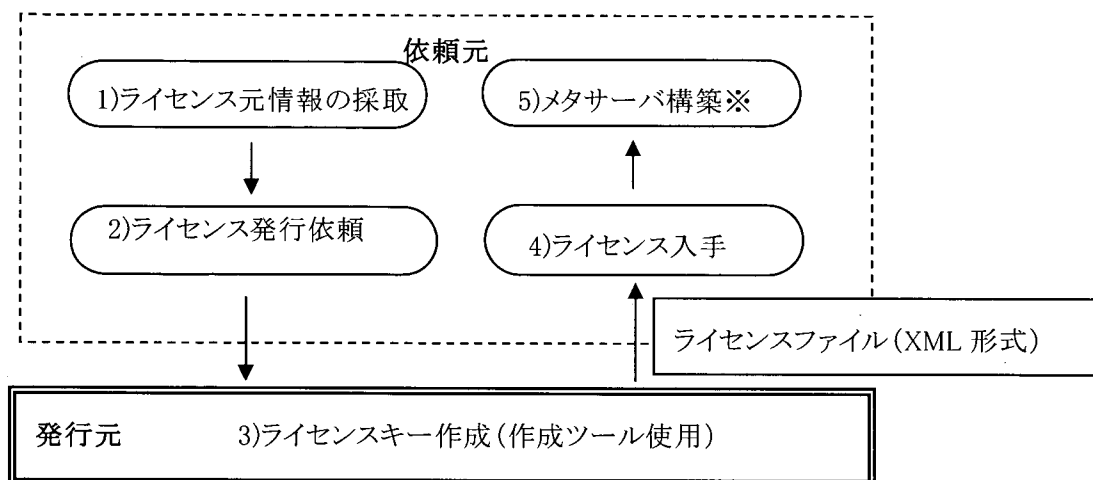 依頼元
1)ライセンス元情報の採取
5)メタサーバ構築※
2)ライセンス発行依頼
4)ライセンス入手
ライセンスファイル(XML 形式)
発行元 3)ライセンスキー作成(作成ツール使用)